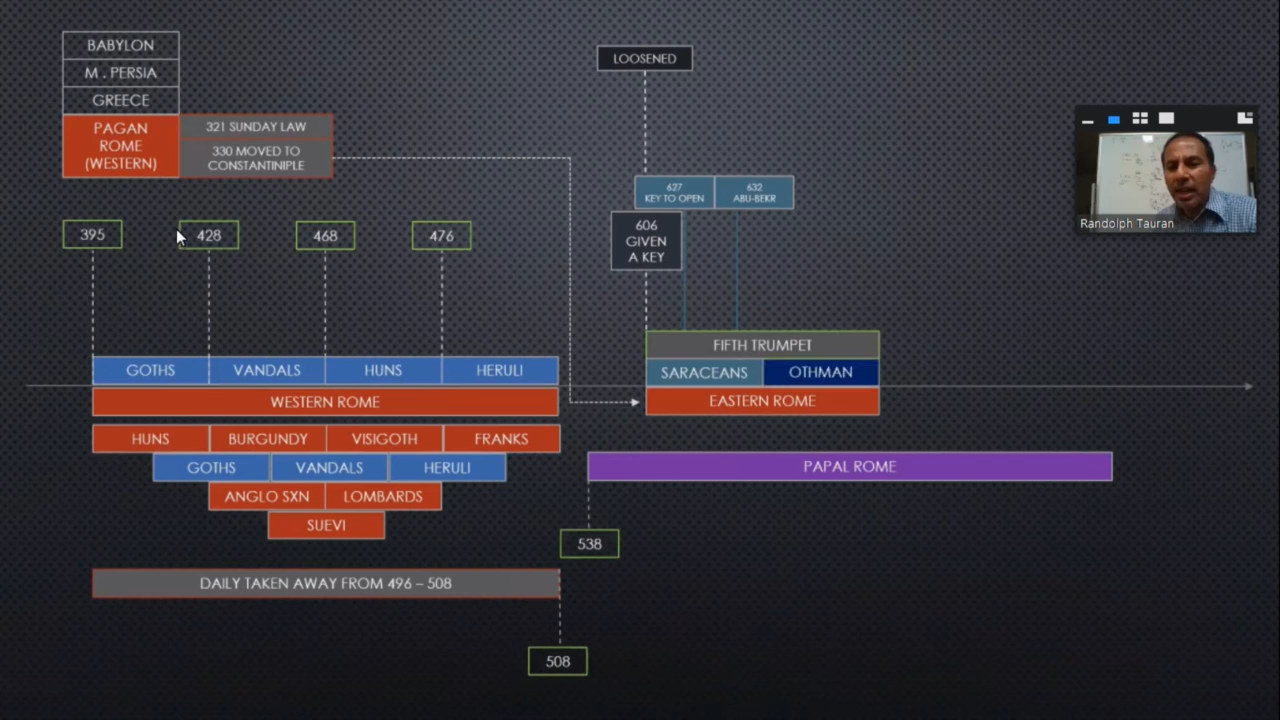 BABYLON
M . PERSIA
GREECE
PAGAN
ROME
(WESTERN)
321 SUNDAY LAW
330 MOVED TO
CONSTANTINIPLE
LOOSENED
627
KEY TO OPEN
632
ABU-BEKR
606
GIVEN
A KEY
Randolph Tauran
395
428
468
476
FIFTH TRUMPET
GOTHS
VANDALS
HUNS
HERULI
SARACEANS
OTHMAN
WESTERN ROME
EASTERN ROME
HUNS
BURGUNDY
VISIGOTH
FRANKS
GOTHS
VANDALS
HERULI
PAPAL ROME
ANGLO SXN
LOMBARDS
SUEVI
538
DAILY TAKEN AWAY FROM 496 – 508
508